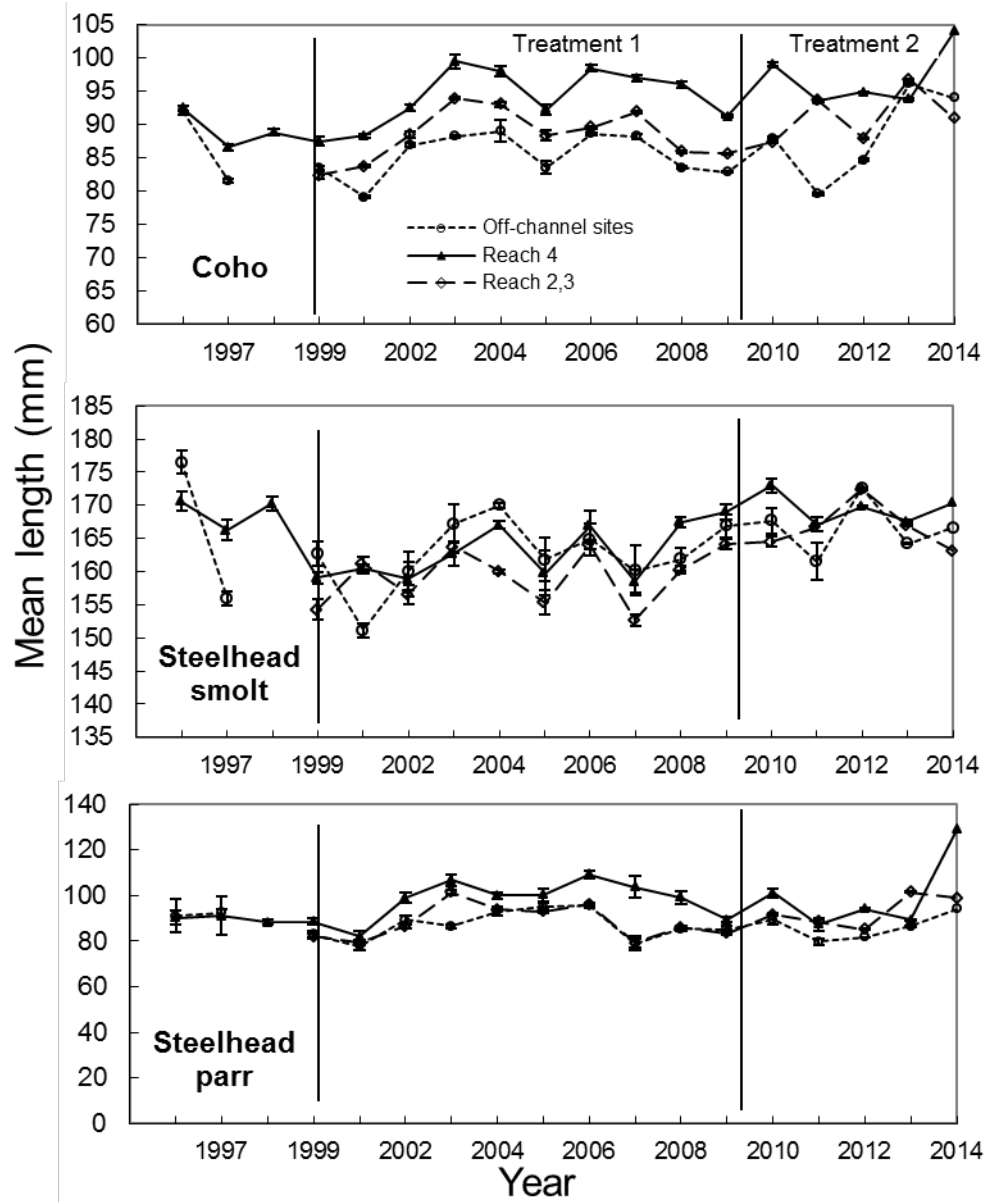 Mean length (mm)
105
100
95
90
85
80
75
70
65
60
Treatment 1
Treatment 2
Off-channel sites
Reach 4
Reach 2,3
Coho
1997 1999 2002 2004 2006 2008 2010 2012 2014
185
180
175
170
165
160
155
150
145
140
135
Steelhead
smolt
1997 1999 2002 2004 2006 2008 2010 2012 2014
140
120
100
80
60
40
20
0
Steelhead
parr
1997 1999 2002 2004 2006 2008 2010 2012 2014
Year